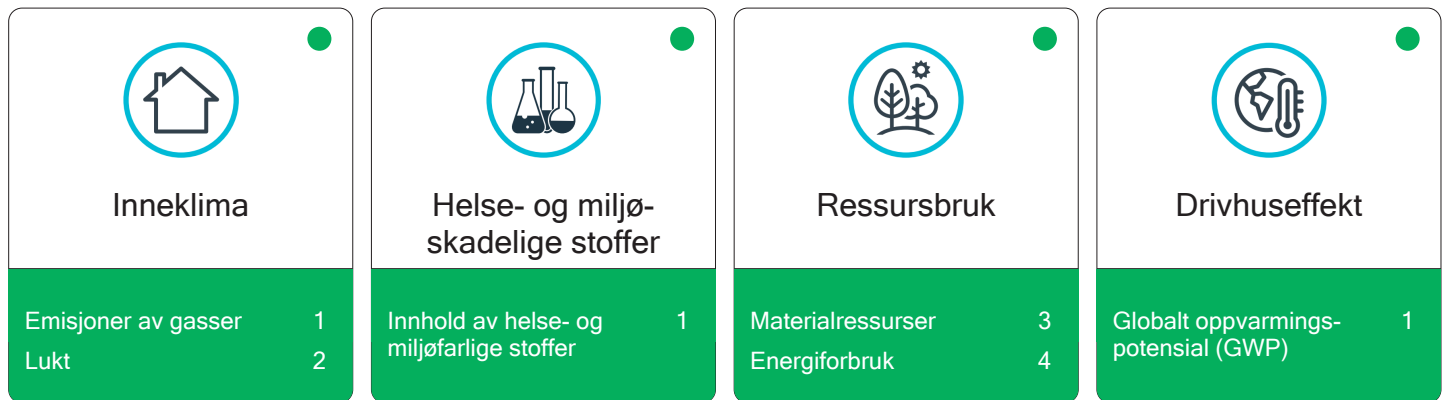 Inneklima
Emisjoner av gasser 1
Lukt 2
Helse- og miljø-
skadelige stoffer
Innhold av helse- og 1
miljøfarlige stoffer
Ressursbruk
Materialressurser 3
Energiforbruk 4
Drivhuseffekt
Globalt oppvarmings- 1
potensial (GWP)